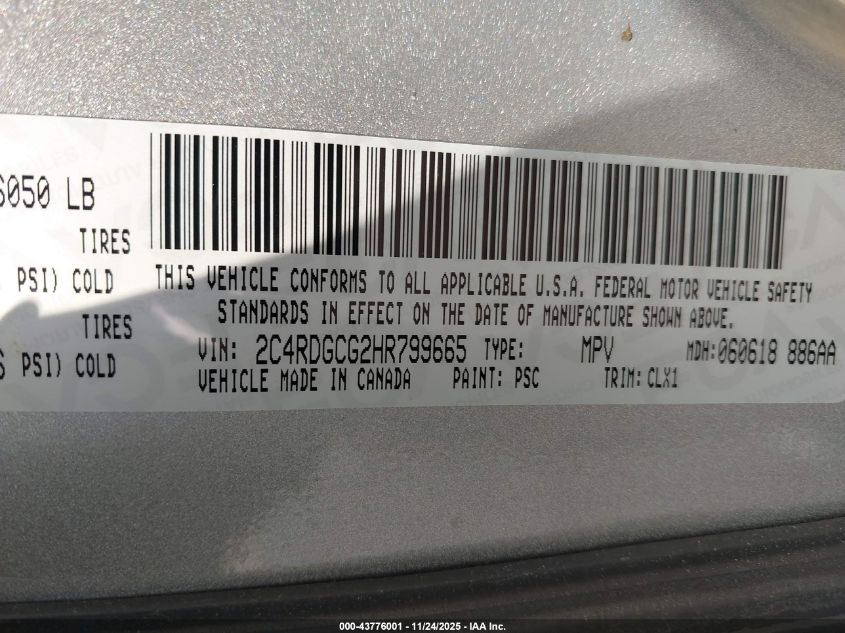 6050 LB
TIRES
PSI) COLD
TIRES
PSI) COLD
THIS VEHICLE CONFORMS TO ALL APPLICABLE U.S.A. FEDERAL MOTOR VEHICLE SAFETY
STANDARDS IN EFFECT ON THE DATE OF MANUFACTURE SHOWN ABOVE.
VIN: 2C4RDGCG2HR799665 TYPE: MPV MDH: 060618 886AA
VEHICLE MADE IN CANADA PAINT: PSC TRIM: CLX1
000-43776001 - 11/24/2025 - IAA Inc.